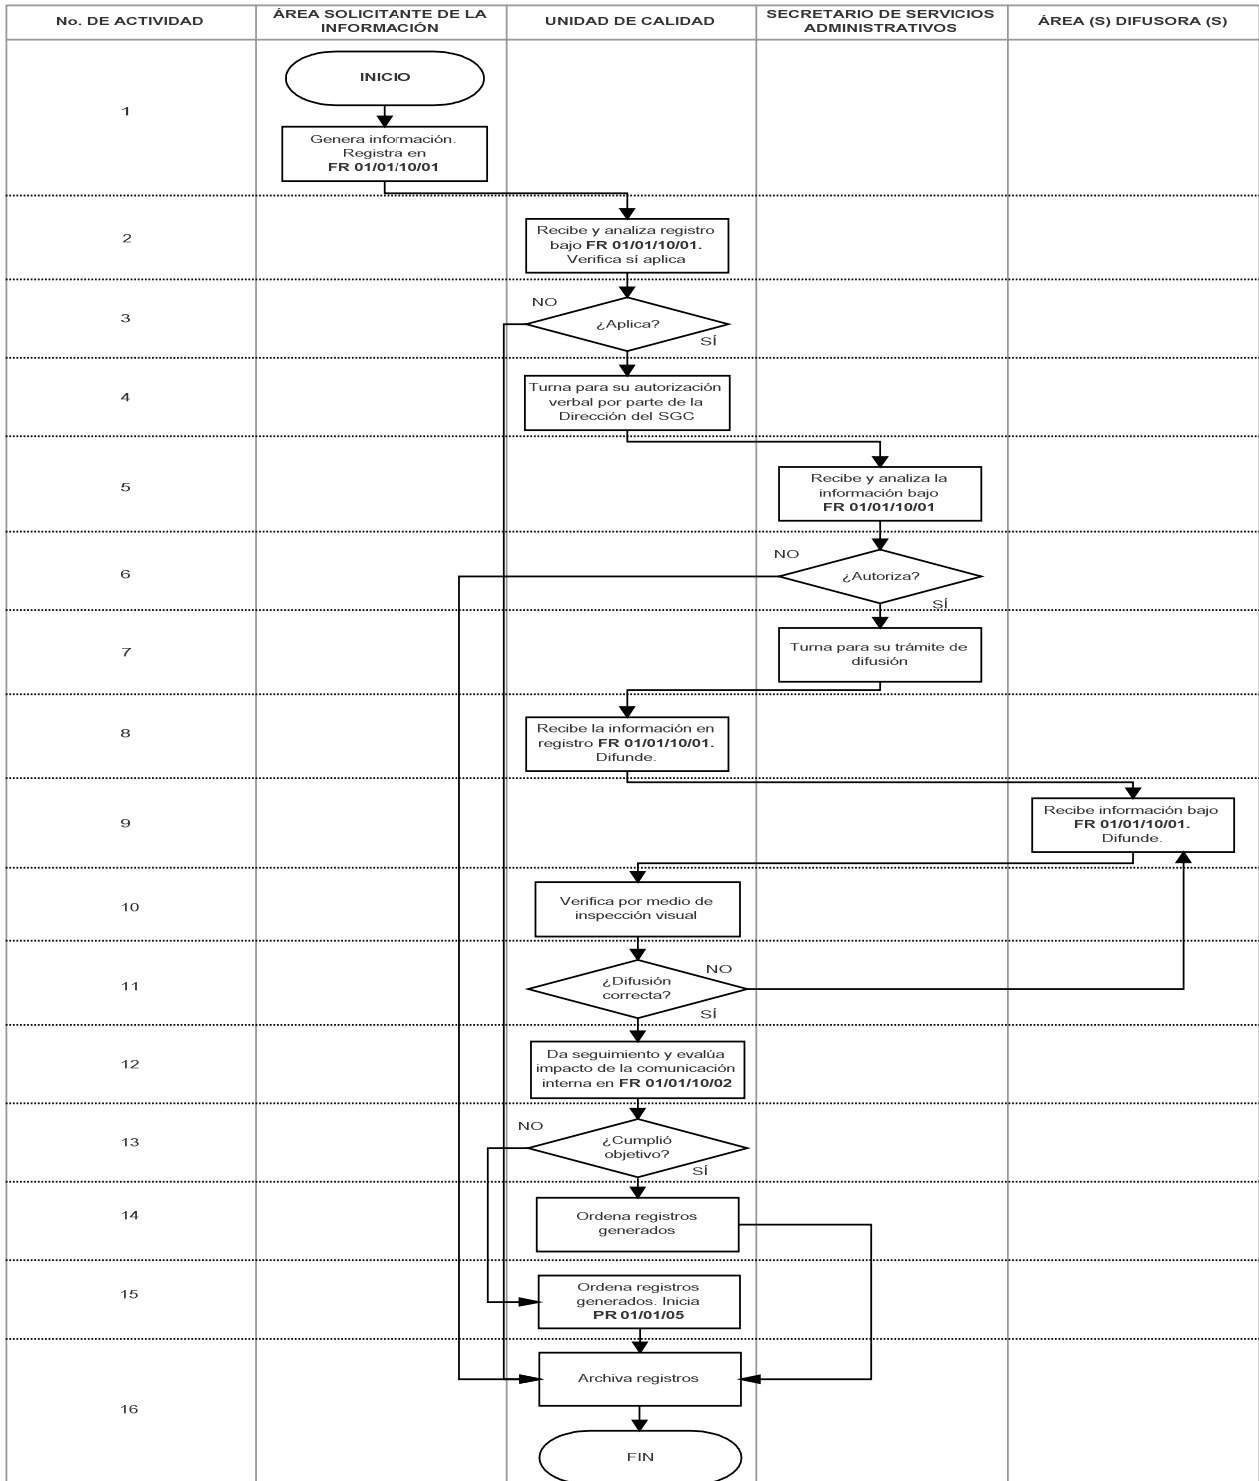 No. DE ACTIVIDAD
ÁREA SOLICITANTE DE LA
INFORMACIÓN
UNIDAD DE CALIDAD
SECRETARIO DE SERVICIOS
ADMINISTRATIVOS
ÁREA (S) DIFUSORA (S)
INICIO
1
Genera información.
Registra en
FR 01/01/10/01
2
Recibe y analiza registro
bajo FR 01/01/10/01.
Verifica sí aplica
3
NO
¿Aplica?
SÍ
4
Turna para su autorización
verbal por parte de la
Dirección del SGC
5
Recibe y analiza la
información bajo
FR 01/01/10/01
6
NO
¿Autoriza?
SÍ
7
Turna para su trámite de
difusión
8
Recibe la información en
registro FR 01/01/10/01.
Difunde.
9
Recibe información bajo
FR 01/01/10/01.
Difunde.
10
Verifica por medio de
inspección visual
11
¿Difusión
correcta?
NO
SÍ
12
Da seguimiento y evalúa
impacto de la comunicación
interna en FR 01/01/10/02
13
NO
¿Cumplió
objetivo?
SÍ
14
Ordena registros
generados
15
Ordena registros
generados. Inicia
PR 01/01/05
16
Archiva registros
FIN